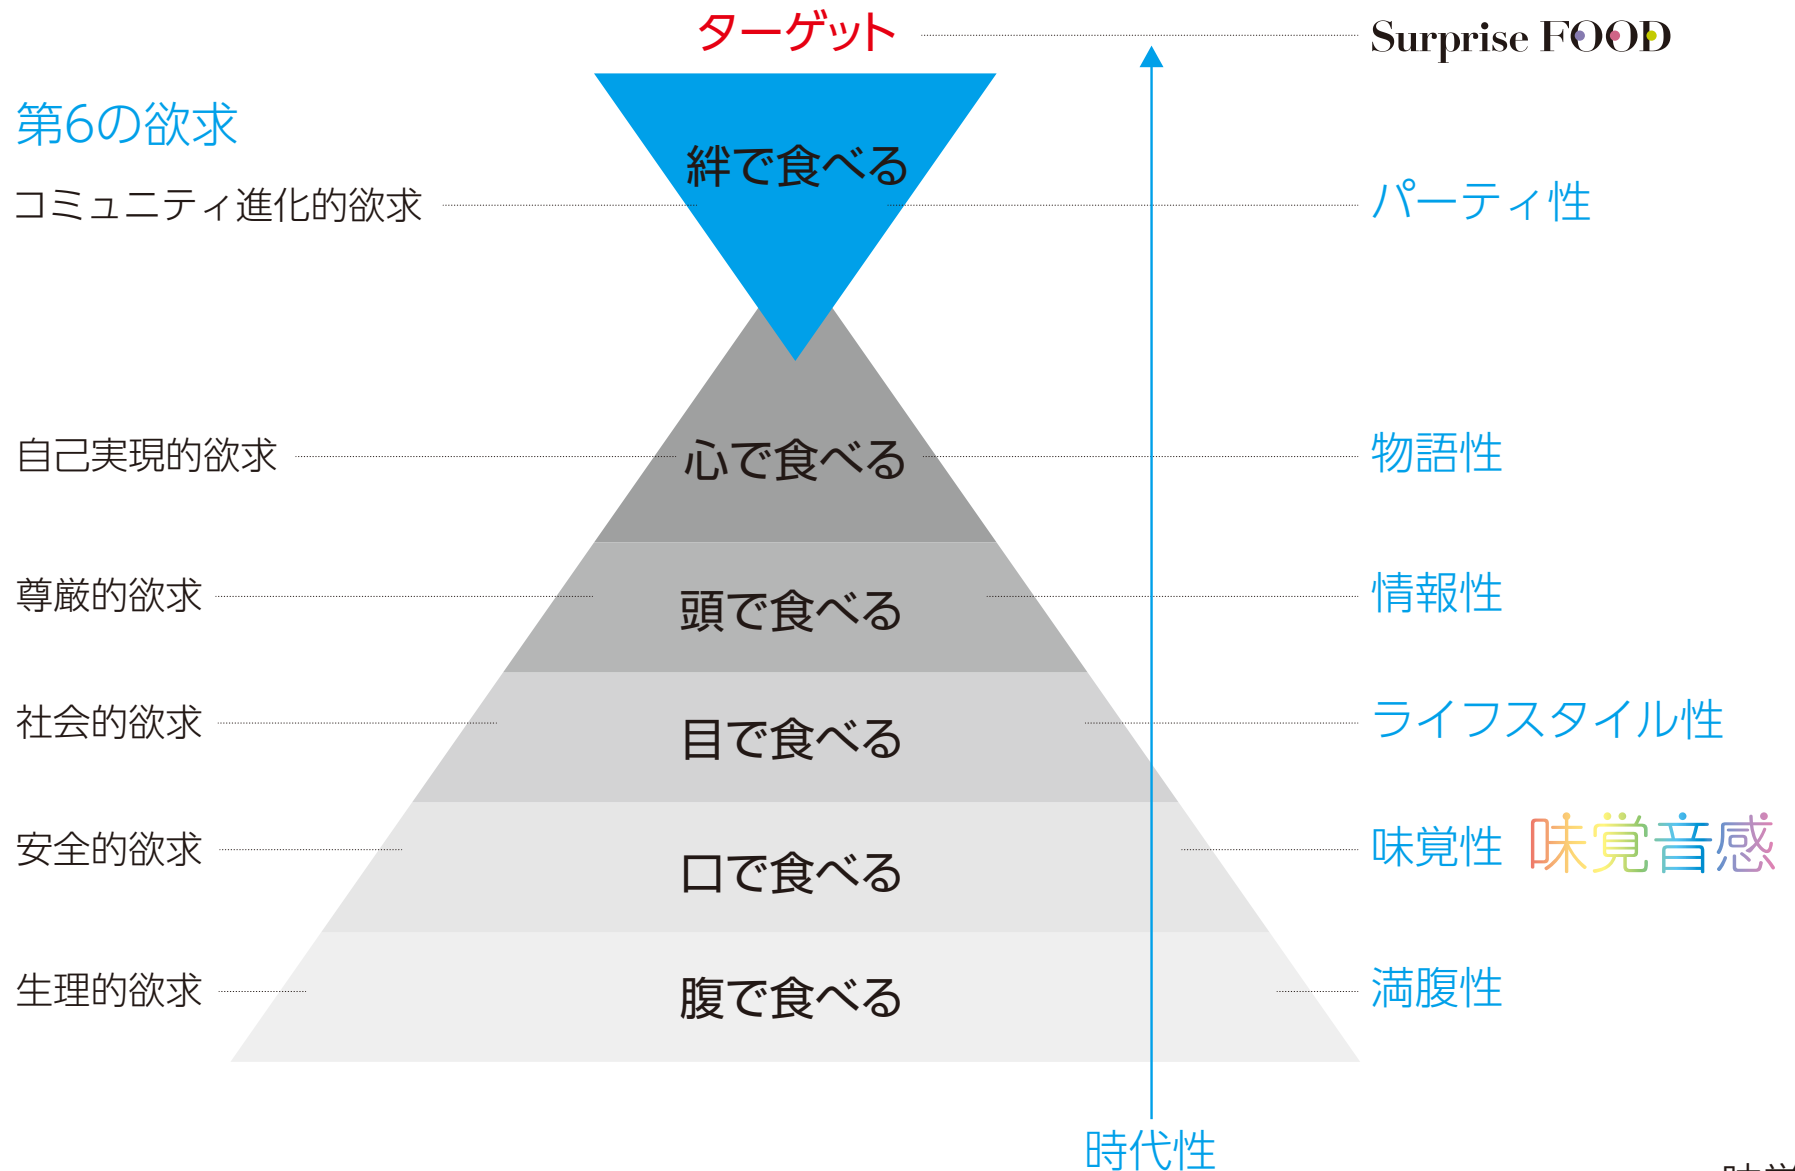 ターゲット
Surprise FOOD
第6の欲求
絆で食べる
コミュニティ進化的欲求
パーティ性
自己実現的欲求
心で食べる
物語性
尊厳的欲求
頭で食べる
情報性
社会的欲求
目で食べる
ライフスタイル性
安全的欲求
口で食べる
味覚性 味覚音感
生理的欲求
腹で食べる
満腹性
時代性